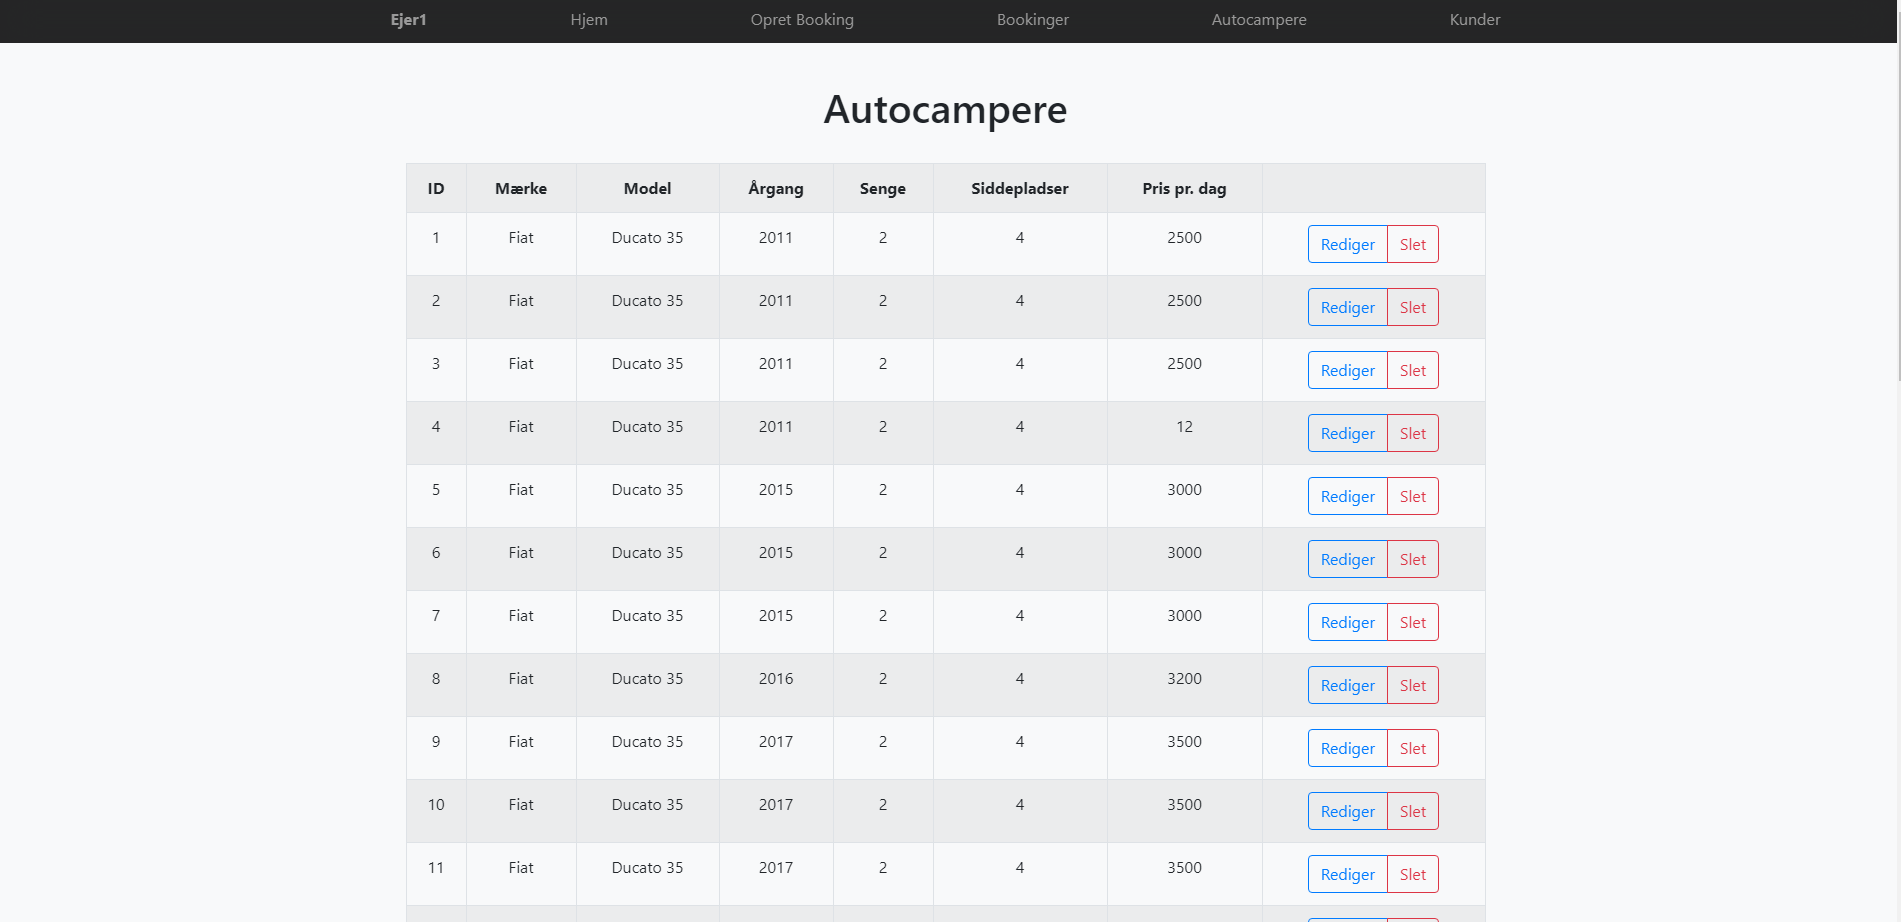 Ejer1 Hjem Opret Booking Bookinger Autocampere Kunder
Autocampere
ID Mærke Model Årgang Senge Siddepladser Pris pr. dag
1 Fiat Ducato 35 2011 2 4 2500 Rediger Slet
2 Fiat Ducato 35 2011 2 4 2500 Rediger Slet
3 Fiat Ducato 35 2011 2 4 2500 Rediger Slet
4 Fiat Ducato 35 2011 2 4 12 Rediger Slet
5 Fiat Ducato 35 2015 2 4 3000 Rediger Slet
6 Fiat Ducato 35 2015 2 4 3000 Rediger Slet
7 Fiat Ducato 35 2015 2 4 3000 Rediger Slet
8 Fiat Ducato 35 2016 2 4 3200 Rediger Slet
9 Fiat Ducato 35 2017 2 4 3500 Rediger Slet
10 Fiat Ducato 35 2017 2 4 3500 Rediger Slet
11 Fiat Ducato 35 2017 2 4 3500 Rediger Slet